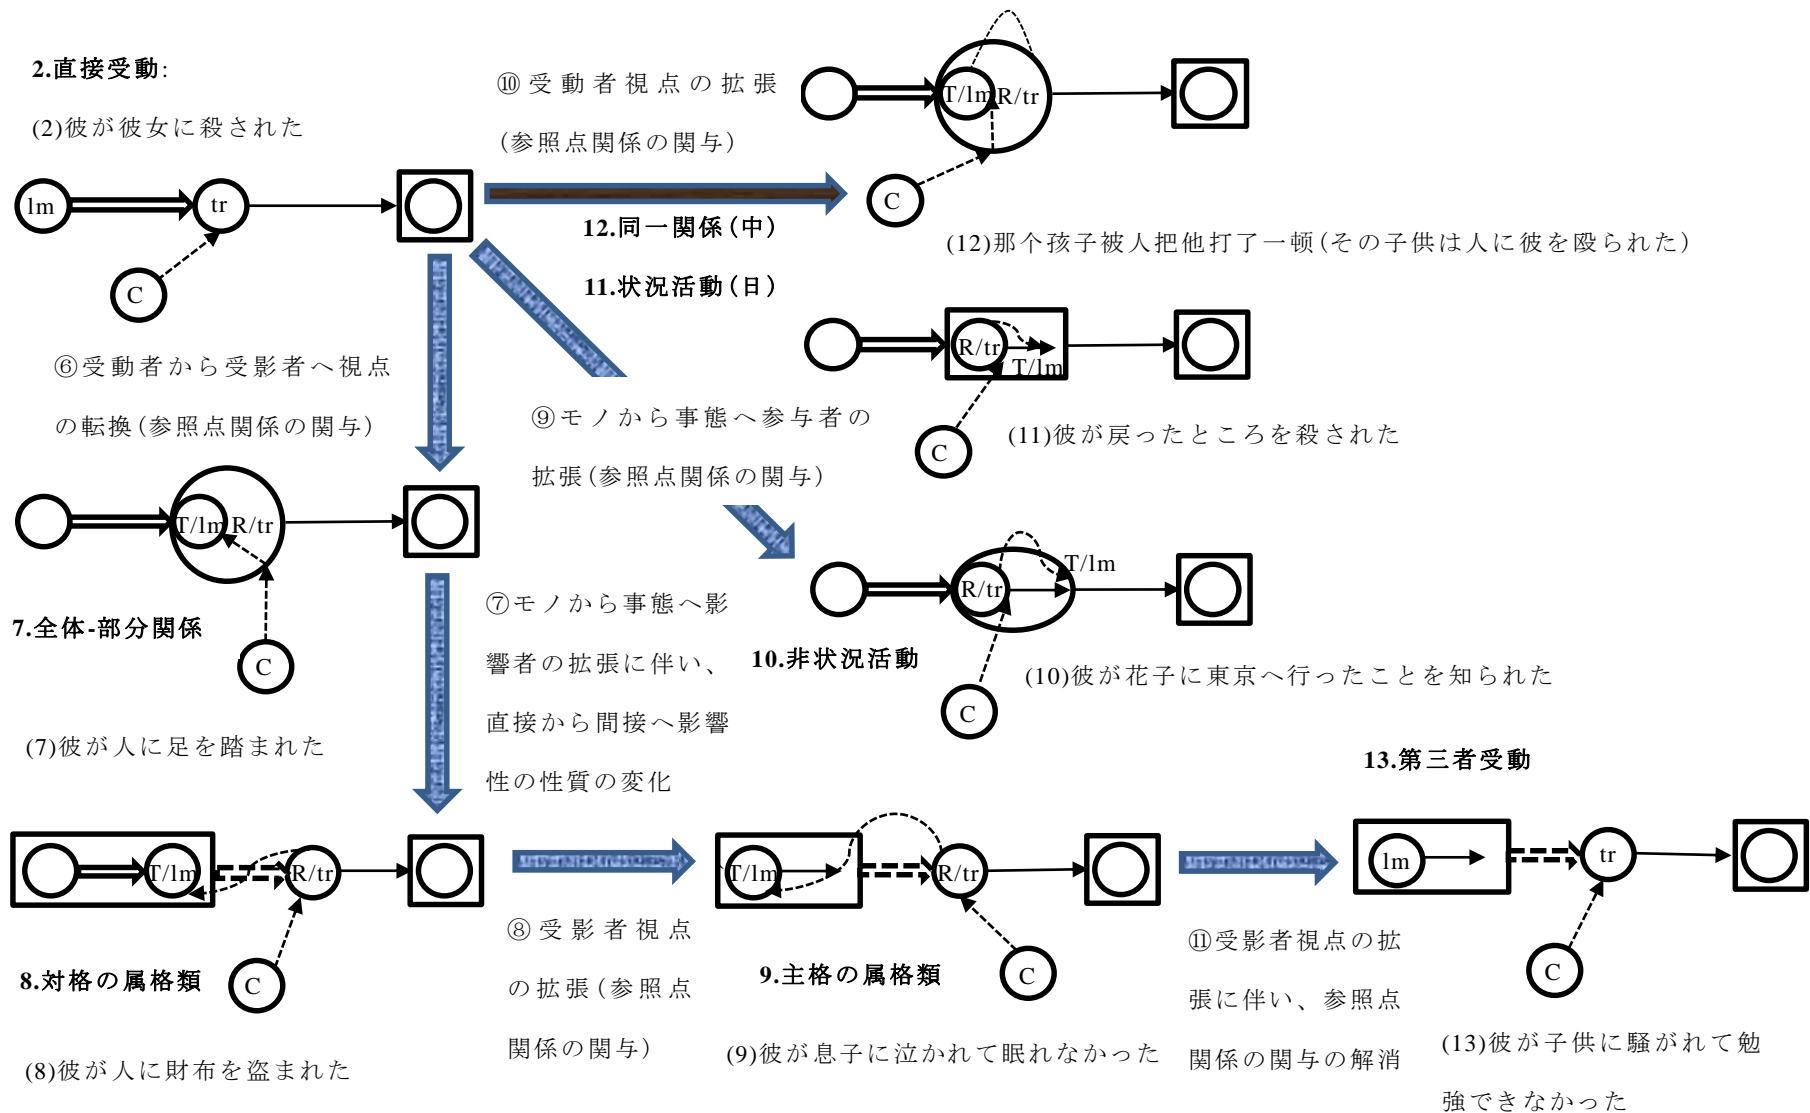 2.直接受動:
(2)彼が彼女に殺された
lm
tr
C
⑩受動者視点の拡張
(参照点関係の関与)
12.同一関係(中)
11.状況活動(日)
T/lm
R/tr
C
(12)那个孩子被人把他打了一顿(その子供は人に彼を殴られた)
R/tr
T/lm
C
(11)彼が戻ったところを殺された
⑥受動者から受影者へ視点
の転換(参照点関係の関与)
⑨モノから事態へ参与者の
拡張(参照点関係の関与)
T/lm
R/tr
C
7.全体-部分関係
(7)彼が人に足を踏まれた
⑦モノから事態へ影
響者の拡張に伴い、
直接から間接へ影響
性の性質の変化
R/tr
T/lm
C
10.非状況活動
(10)彼が花子に東京へ行ったことを知られた
13.第三者受動
T/lm
R/tr
C
8.対格の属格類
(8)彼が人に財布を盗まれた
⑧受影者視点
の拡張(参照点
関係の関与)
T/lm
R/tr
C
9.主格の属格類
(9)彼が息子に泣かれて眠れなかった
⑪受影者視点の拡
張に伴い、参照点
関係の関与の解消
lm
tr
C
(13)彼が子供に騒がれて勉
強できなかった